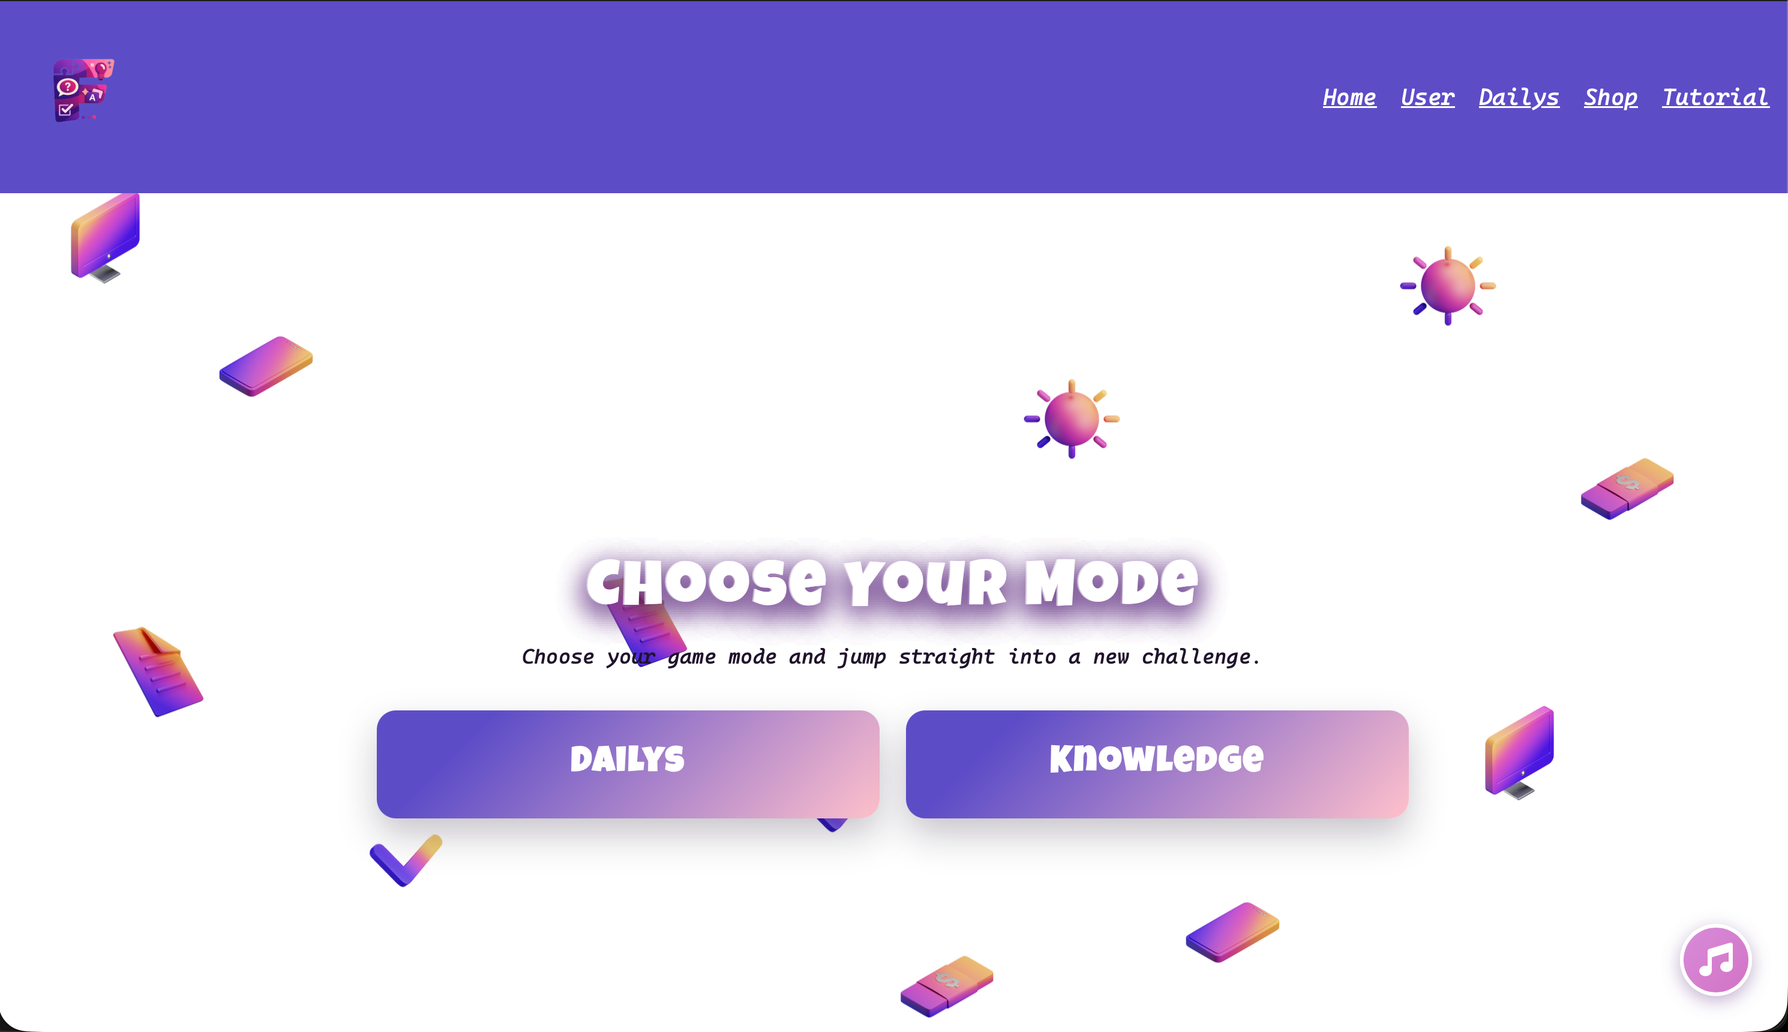 Home User Dailys Shop Tutorial
Choose Your Mode
Choose your game mode and jump straight into a new challenge.
Dailys
Knowledge